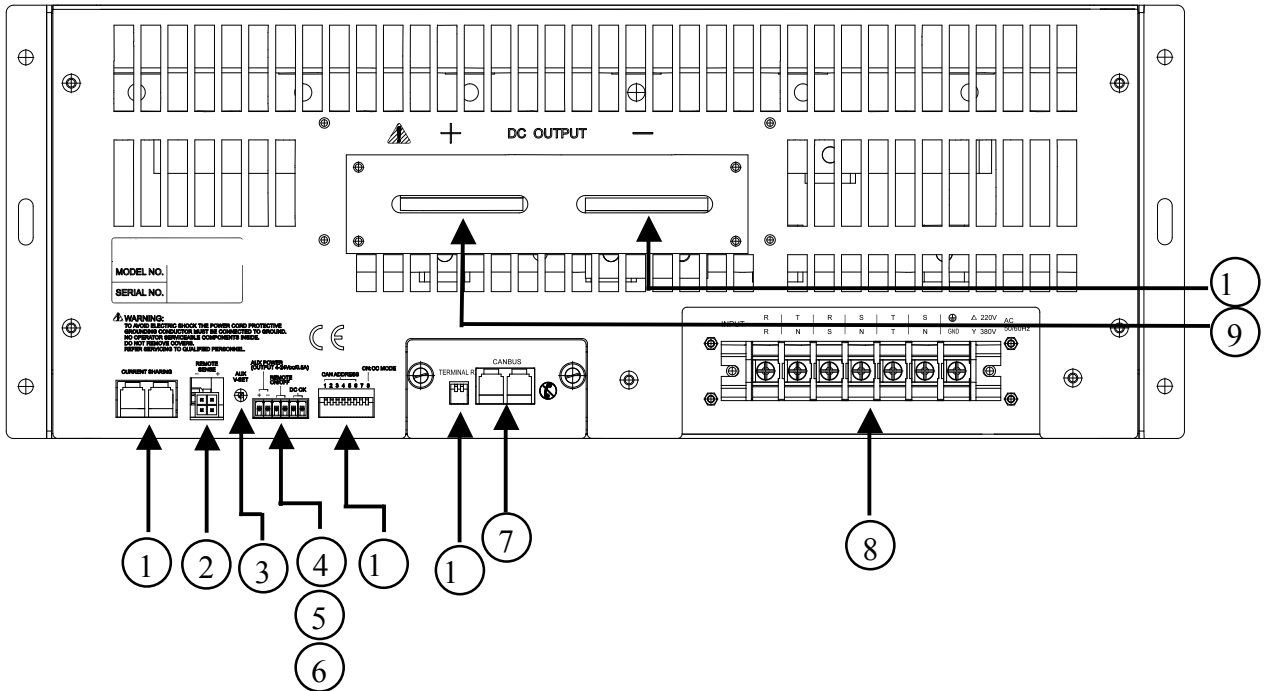 + DC OUTPUT −
MODEL NO.
SERIAL NO.
WARNING:
TO AVOID ELECTRIC SHOCK THE POWER CORD PROTECTIVE
GROUNDING CONDUCTOR MUST BE CONNECTED TO GROUND.
NO OPERATOR SERVICEABLE COMPONENTS INSIDE.
DO NOT REMOVE COVERS.
REFER SERVICING TO QUALIFIED PERSONNEL.
CE
CURRENT SHARING
REMOTE
SENSE
− +
AUX
V-SET
AUX POWER
(OUTPUT
REMOTE
ON/OFF
DC OK
+ −
MODE
CAN ADDRESS
1 2 3 4 5 6 7 8
TERMINAL R
CANBUS
INPUT
R T R S T S △ 220V
R N S N T N GND Y 380V
AC
50/60Hz
1
9
1
2
3
4
5
6
1
1
7
8